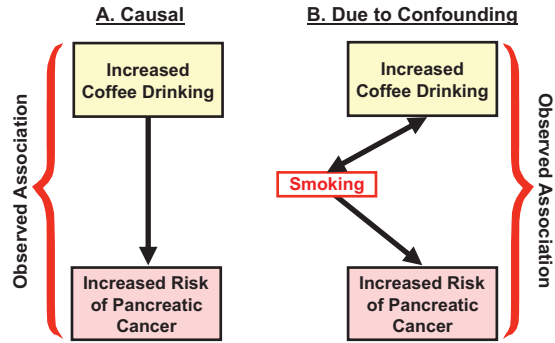 A. Causal
Observed Association
Increased
Coffee Drinking
Increased Risk
of Pancreatic
Cancer
B. Due to Confounding
Increased
Coffee Drinking
Smoking
Increased Risk
of Pancreatic
Cancer
Observed Association